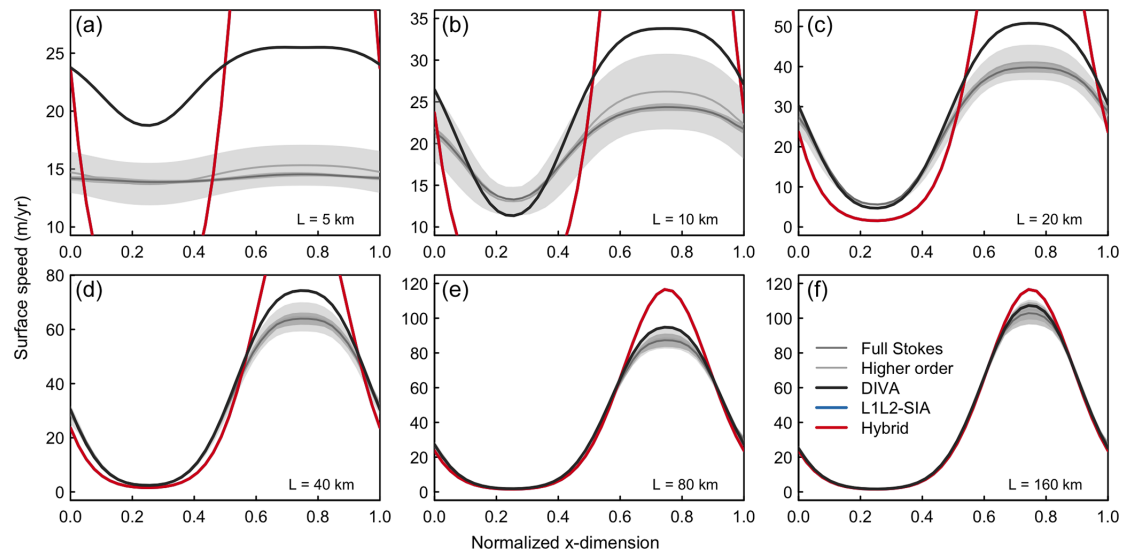 (a)
25
20
15
10
0.0 0.2 0.4 0.6 0.8 1.0
L = 5 km
(b)
35
30
25
20
15
10
0.0 0.2 0.4 0.6 0.8 1.0
L = 10 km
(c)
50
40
30
20
10
0
0.0 0.2 0.4 0.6 0.8 1.0
L = 20 km
Surface speed (m/yr)
(d)
80
60
40
20
0
0.0 0.2 0.4 0.6 0.8 1.0
L = 40 km
(e)
120
100
80
60
40
20
0
0.0 0.2 0.4 0.6 0.8 1.0
L = 80 km
(f)
120
100
80
60
40
20
0
0.0 0.2 0.4 0.6 0.8 1.0
Full Stokes
Higher order
DIVA
L1L2-SIA
Hybrid
L = 160 km
Normalized x-dimension